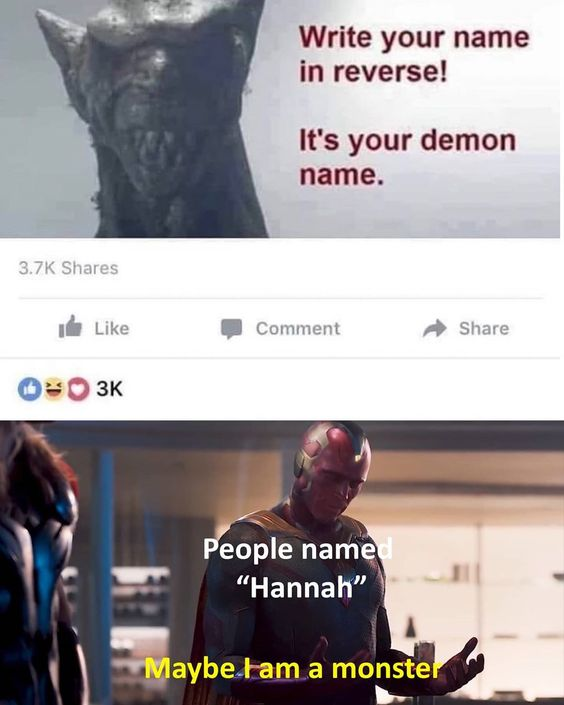 Write your name
in reverse!
It's your demon
name.
3.7K Shares
Like Comment Share
3K
People named
“Hannah”
Maybe I am a monster